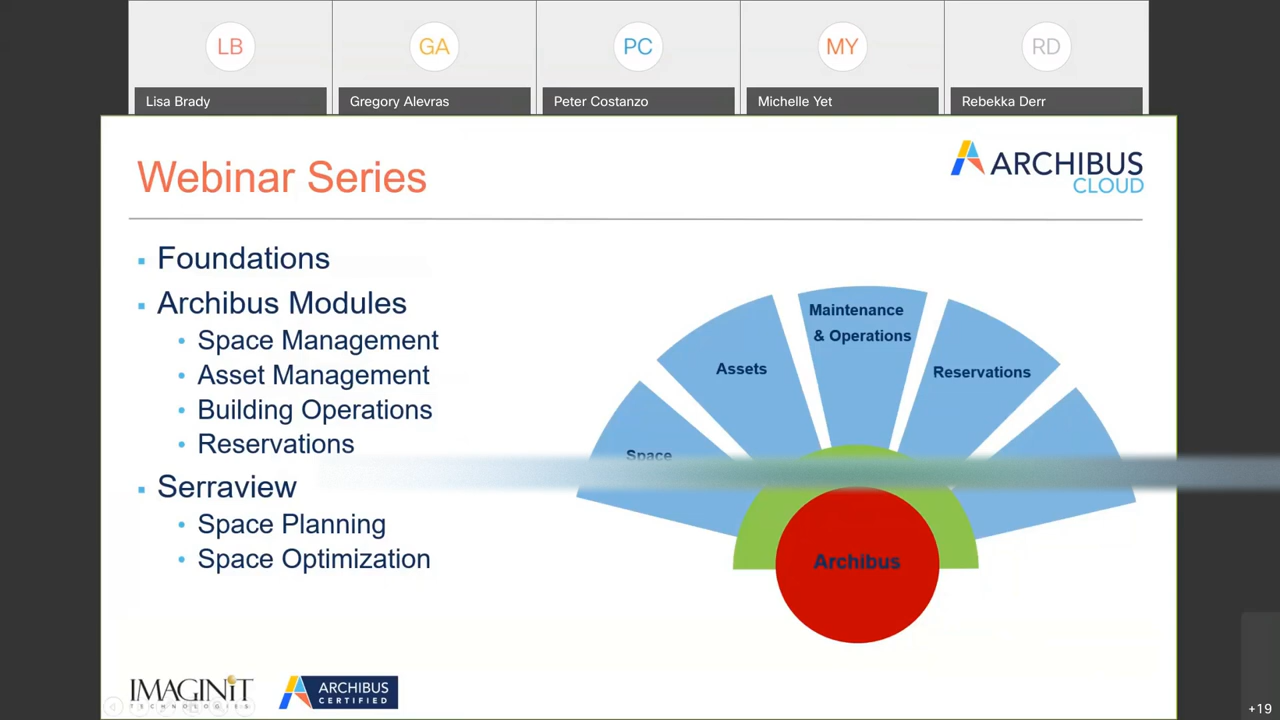 LB
GA
PC
MY
RD
Lisa Brady
Gregory Alevras
Peter Costanzo
Michelle Yet
Rebekka Derr
Webinar Series
ARCHIBUS
CLOUD
Foundations
Archibus Modules
Space Management
Asset Management
Building Operations
Reservations
Serraview
Space Planning
Space Optimization
Space
Assets
Maintenance
& Operations
Reservations
Archibus
IMAGINiT
TECHNOLOGIES
ARCHIBUS
CERTIFIED
+19